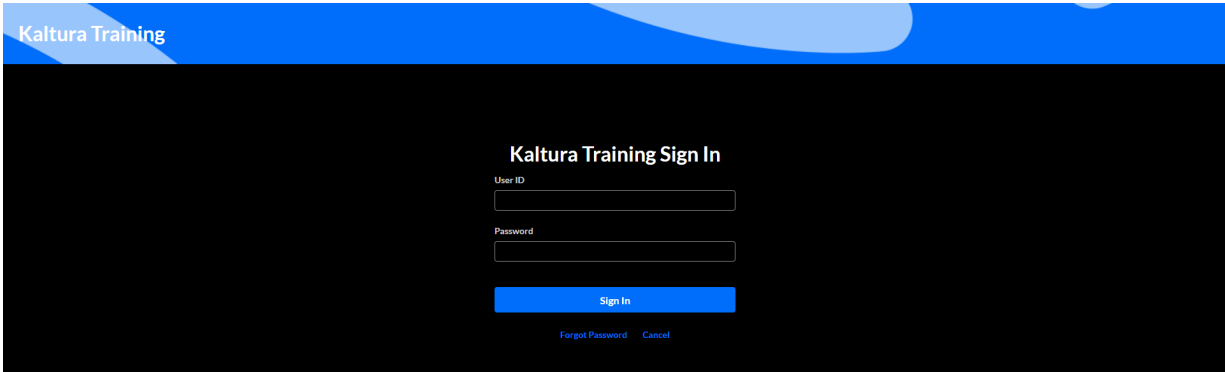 Kaltura Training
Kaltura Training Sign In
User ID
Password
Sign In
Forgot Password Cancel